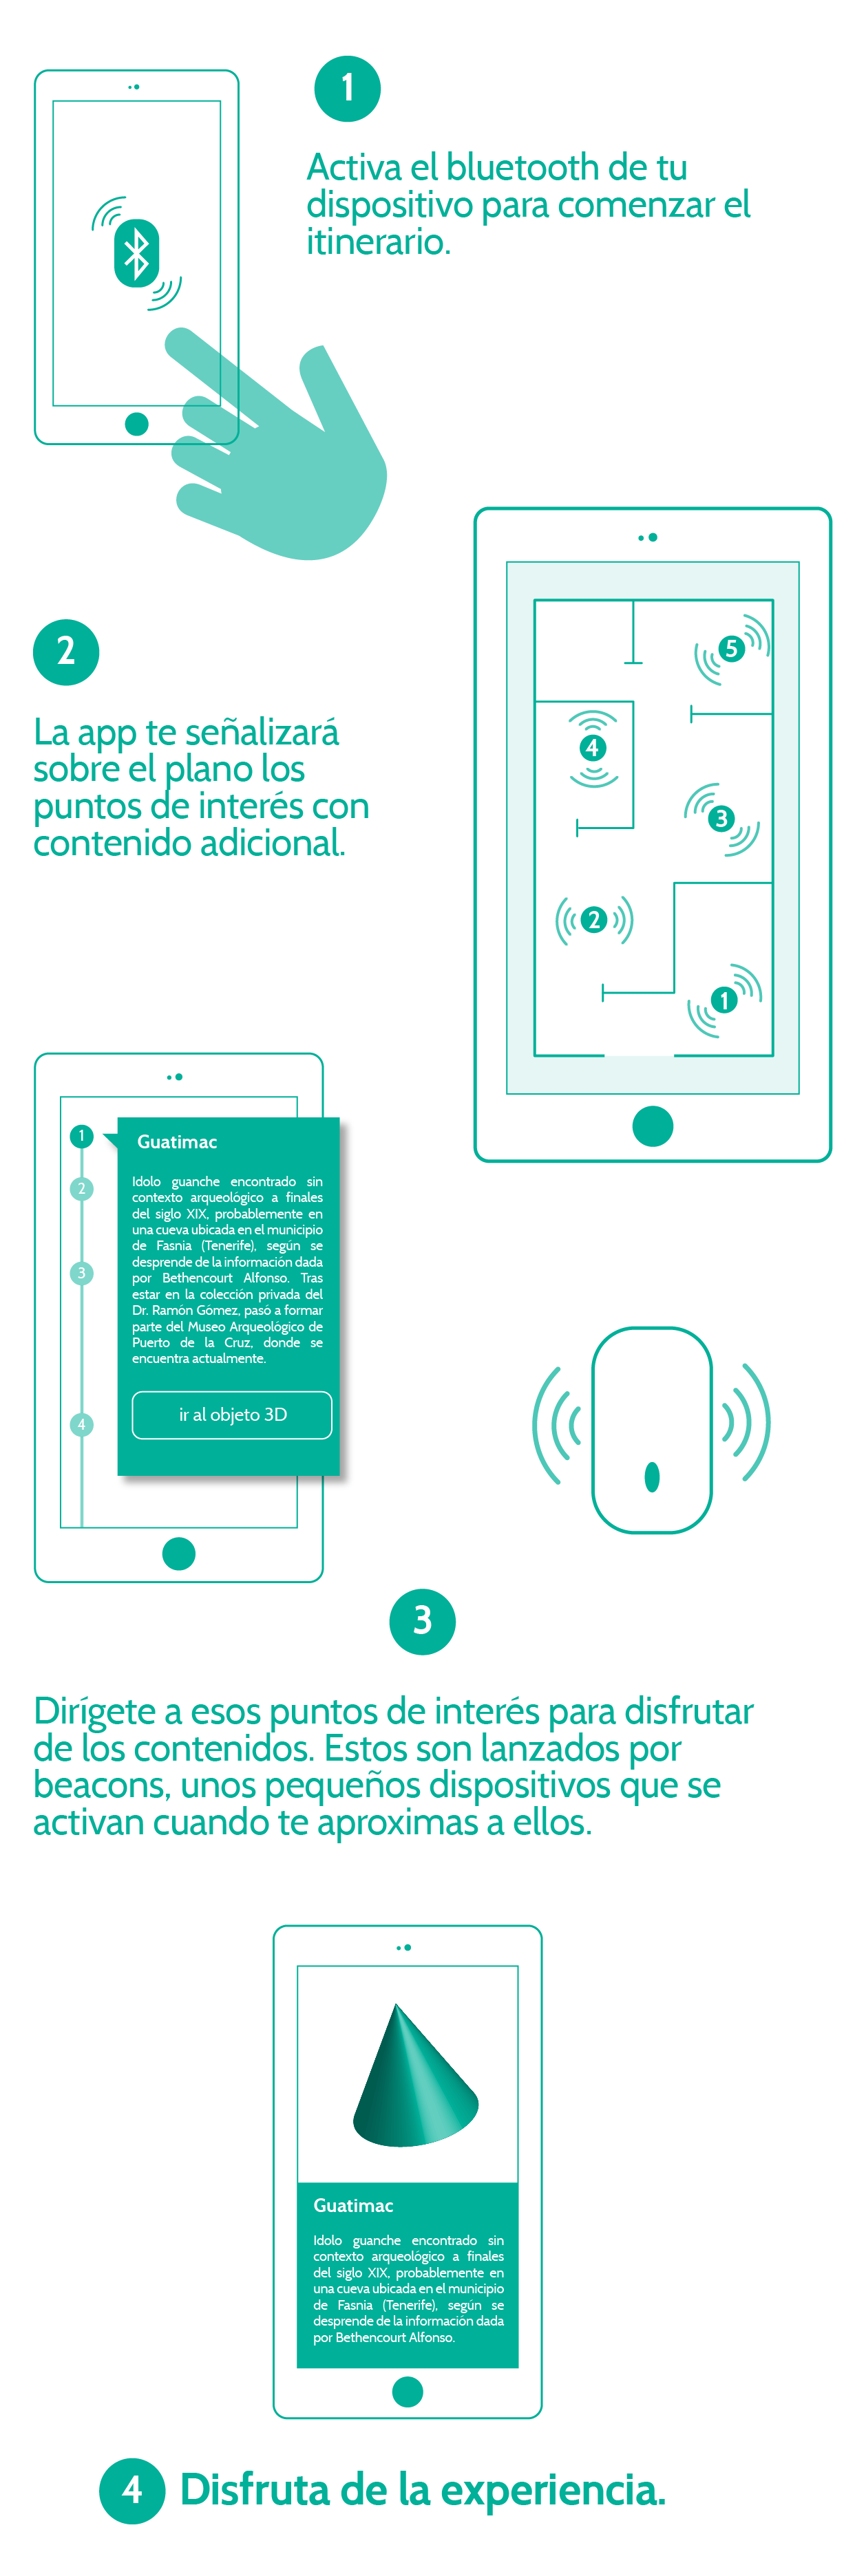 1
Activa el bluetooth de tu
dispositivo para comenzar el
itinerario.
2
La app te señalizará
sobre el plano los
puntos de interés con
contenido adicional.
5
4
3
2
1
1
2
3
4
Guatimac
Idolo guanche encontrado sin
contexto arqueológico a finales
del siglo XIX, probablemente en
una cueva ubicada en el municipio
de Fasnia (Tenerife), según se
desprende de la información dada
por Bethencourt Alfonso. Tras
estar en la colección privada del
Dr. Ramón Gómez, pasó a formar
parte del Museo Arqueológico de
Puerto de la Cruz, donde se
encuentra actualmente.
ir al objeto 3D
3
Dirígete a esos puntos de interés para disfrutar
de los contenidos. Estos son lanzados por
beacons, unos pequeños dispositivos que se
activan cuando te aproximas a ellos.
Guatimac
Idolo guanche encontrado sin
contexto arqueológico a finales
del siglo XIX, probablemente en
una cueva ubicada en el municipio
de Fasnia (Tenerife), según se
desprende de la información dada
por Bethencourt Alfonso.
4 Disfruta de la experiencia.